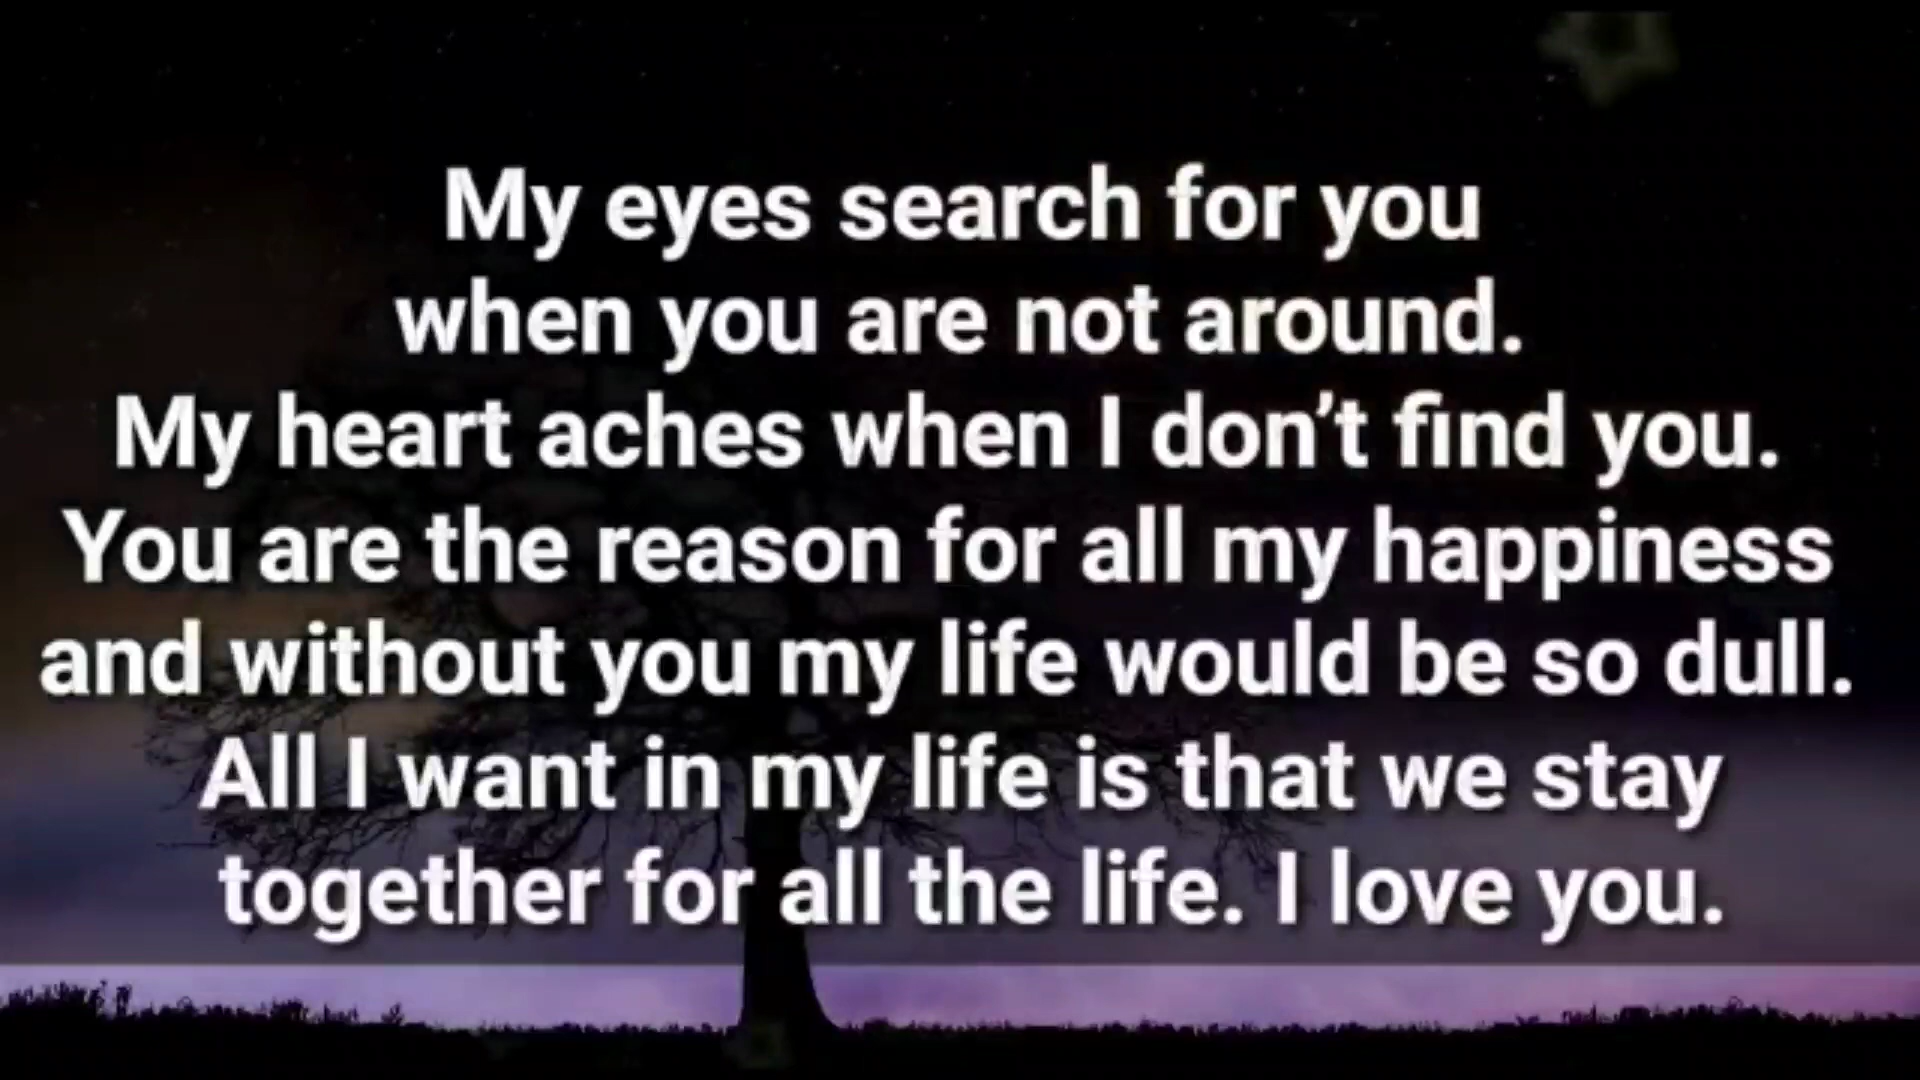 My eyes search for you
when you are not around.
My heart aches when I don’t find you.
You are the reason for all my happiness
and without you my life would be so dull.
All I want in my life is that we stay
together for all the life. I love you.